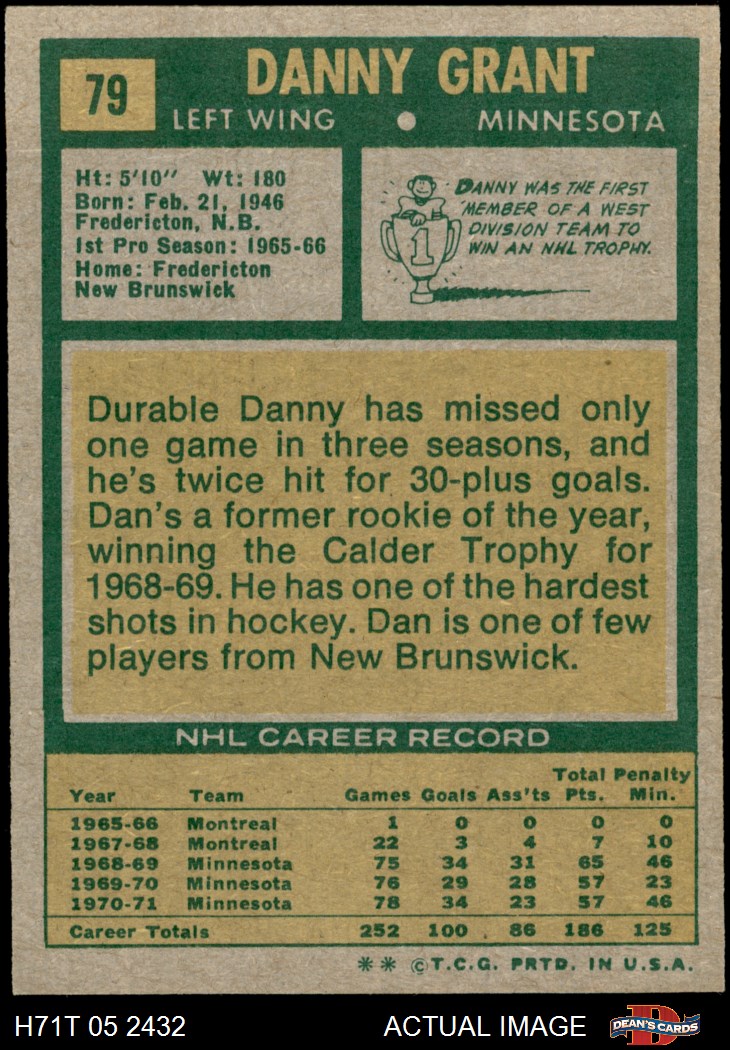 79
DANNY GRANT
LEFT WING • MINNESOTA
Ht: 5'10'' Wt: 180
Born: Feb. 21, 1946
Fredericton, N.B.
1st Pro Season: 1965-66
Home: Fredericton
New Brunswick
1
DANNY WAS THE FIRST
MEMBER OF A WEST
DIVISION TEAM TO
WIN AN NHL TROPHY.
Durable Danny has missed only
one game in three seasons, and
he's twice hit for 30-plus goals.
Dan's a former rookie of the year,
winning the Calder Trophy for
1968-69. He has one of the hardest
shots in hockey. Dan is one of few
players from New Brunswick.
NHL CAREER RECORD
Total Penalty
Year Team Games Goals Ass'ts Pts. Min.
1965-66 Montreal 1 0 0 0 0
1967-68 Montreal 22 3 4 7 10
1968-69 Minnesota 75 34 31 65 46
1969-70 Minnesota 76 29 28 57 23
1970-71 Minnesota 78 34 23 57 46
Career Totals 252 100 86 186 125
** ©T.C.G. PRTD. IN U.S.A.
H71T 05 2432 ACTUAL IMAGE D DEAN'S CARDS